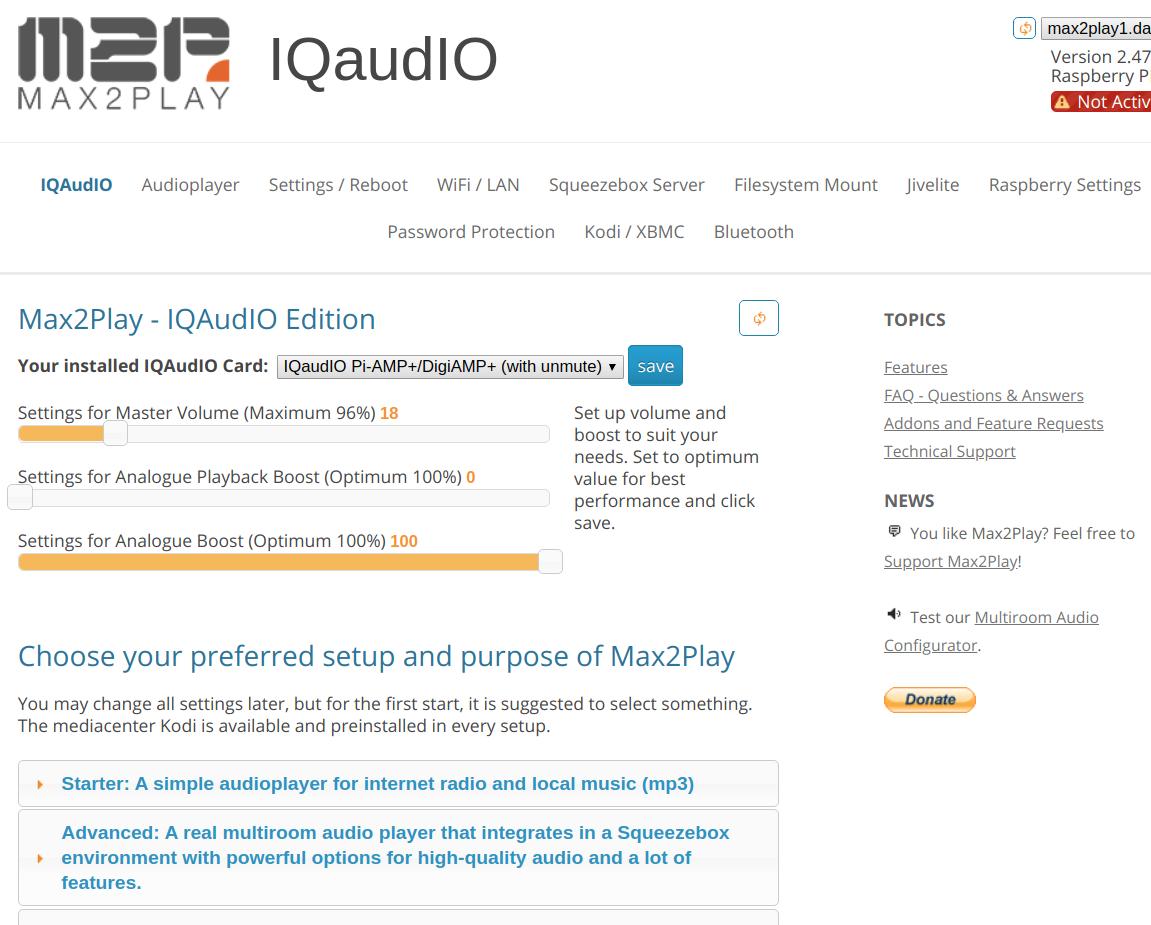 M2P
MAX2PLAY
IQaudIO
max2play1.da
Version 2.47
Raspberry P
Not Activ
IQAudIO Audioplayer Settings / Reboot WiFi / LAN Squeezebox Server Filesystem Mount Jivelite Raspberry Settings
Password Protection Kodi / XBMC Bluetooth
Max2Play - IQAudIO Edition
Your installed IQAudIO Card: IQaudIO Pi-AMP+/DigiAMP+ (with unmute) save
Settings for Master Volume (Maximum 96%) 18
Settings for Analogue Playback Boost (Optimum 100%) 0
Settings for Analogue Boost (Optimum 100%) 100
Set up volume and
boost to suit your
needs. Set to optimum
value for best
performance and click
save.
Choose your preferred setup and purpose of Max2Play
You may change all settings later, but for the first start, it is suggested to select something.
The mediacenter Kodi is available and preinstalled in every setup.
Starter: A simple audioplayer for internet radio and local music (mp3)
Advanced: A real multiroom audio player that integrates in a Squeezebox
environment with powerful options for high-quality audio and a lot of
features.
TOPICS
Features
FAQ - Questions & Answers
Addons and Feature Requests
Technical Support
NEWS
You like Max2Play? Feel free to
Support Max2Play!
Test our Multiroom Audio
Configurator.
Donate